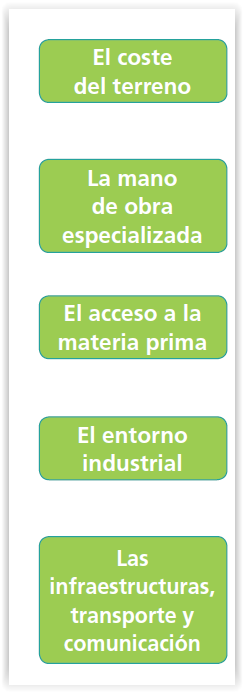 El coste
del terreno
La mano
de obra
especializada
El acceso a la
materia prima
El entorno
industrial
Las
infraestructuras,
transporte y
comunicación